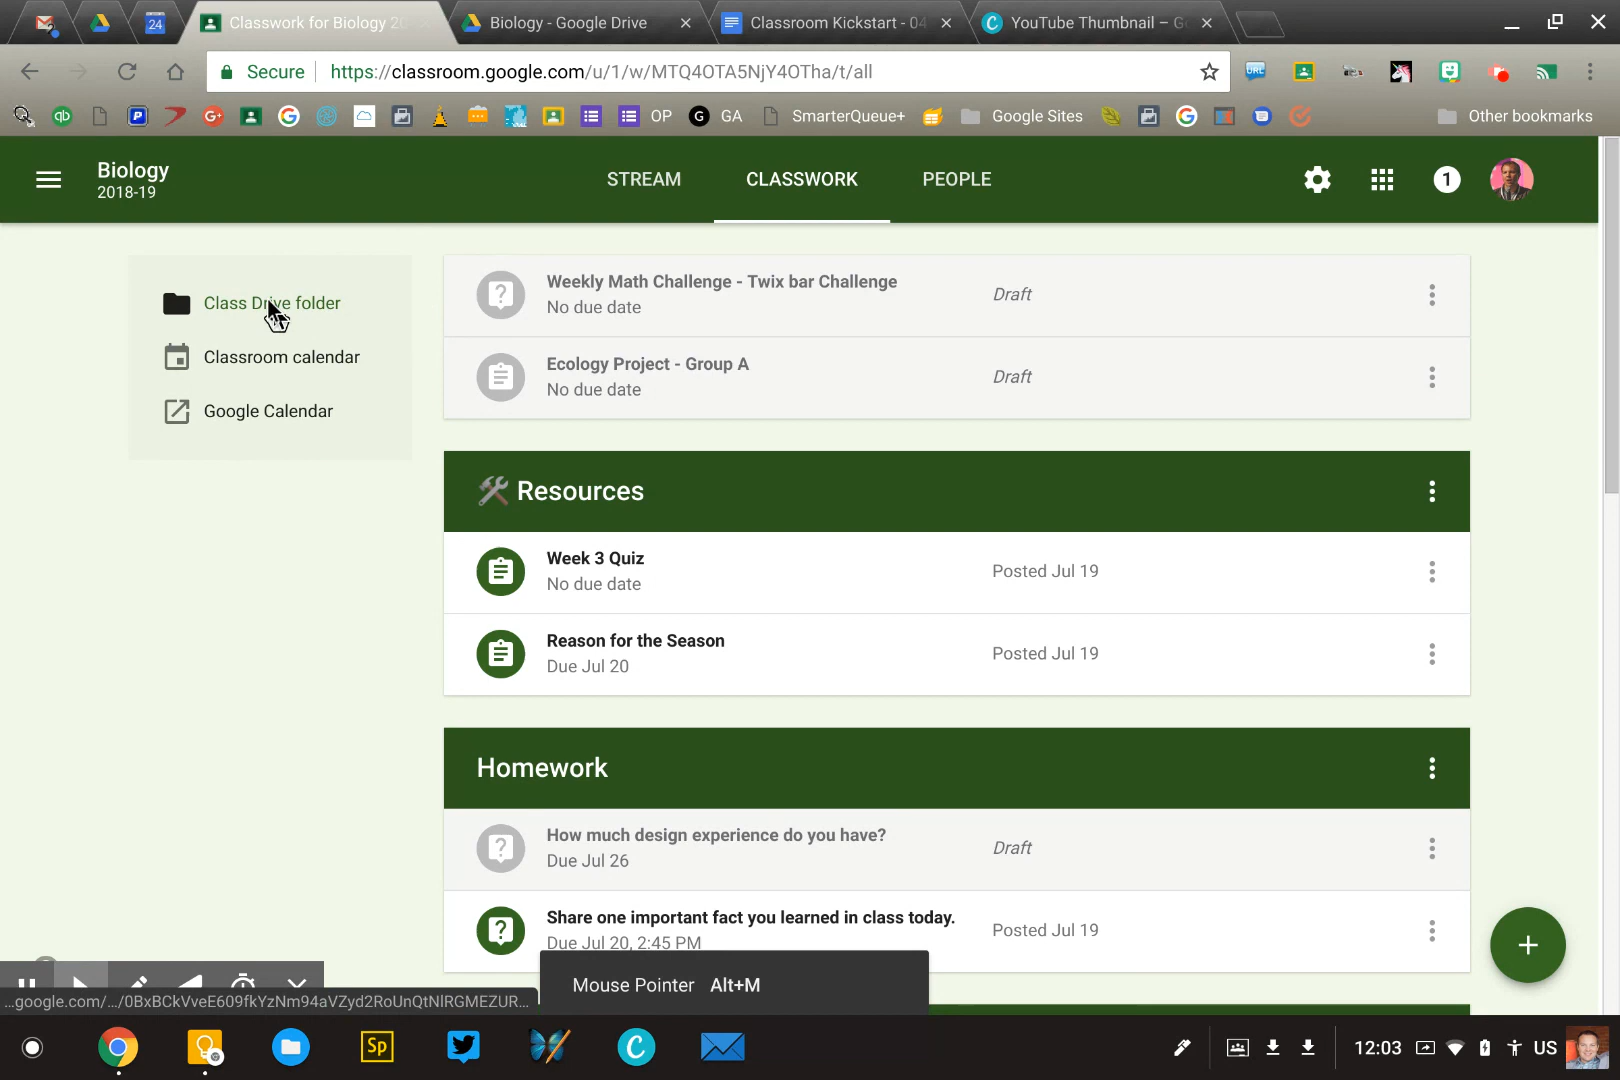 24
Classwork for Biology 20
Biology - Google Drive
Classroom Kickstart - 04
YouTube Thumbnail – G
Secure
https://classroom.google.com/u/1/w/MTQ4OTA5NjY4OTha/t/all
URL
qb
OP
G
GA
SmarterQueue+
Google Sites
Other bookmarks
Biology
2018-19
STREAM
CLASSWORK
PEOPLE
1
Class Drive folder
Classroom calendar
Google Calendar
Weekly Math Challenge - Twix bar Challenge
No due date
Draft
Ecology Project - Group A
No due date
Draft
Resources
Week 3 Quiz
No due date
Posted Jul 19
Reason for the Season
Due Jul 20
Posted Jul 19
Homework
How much design experience do you have?
Due Jul 26
Draft
Share one important fact you learned in class today.
Due Jul 20, 2:45 PM
Posted Jul 19
Mouse Pointer Alt+M
...google.com/.../0BxBCkVveE609fkYzNm94aVZyd2RoUnQtNlRGMEZUR...
Sp
12:03
US